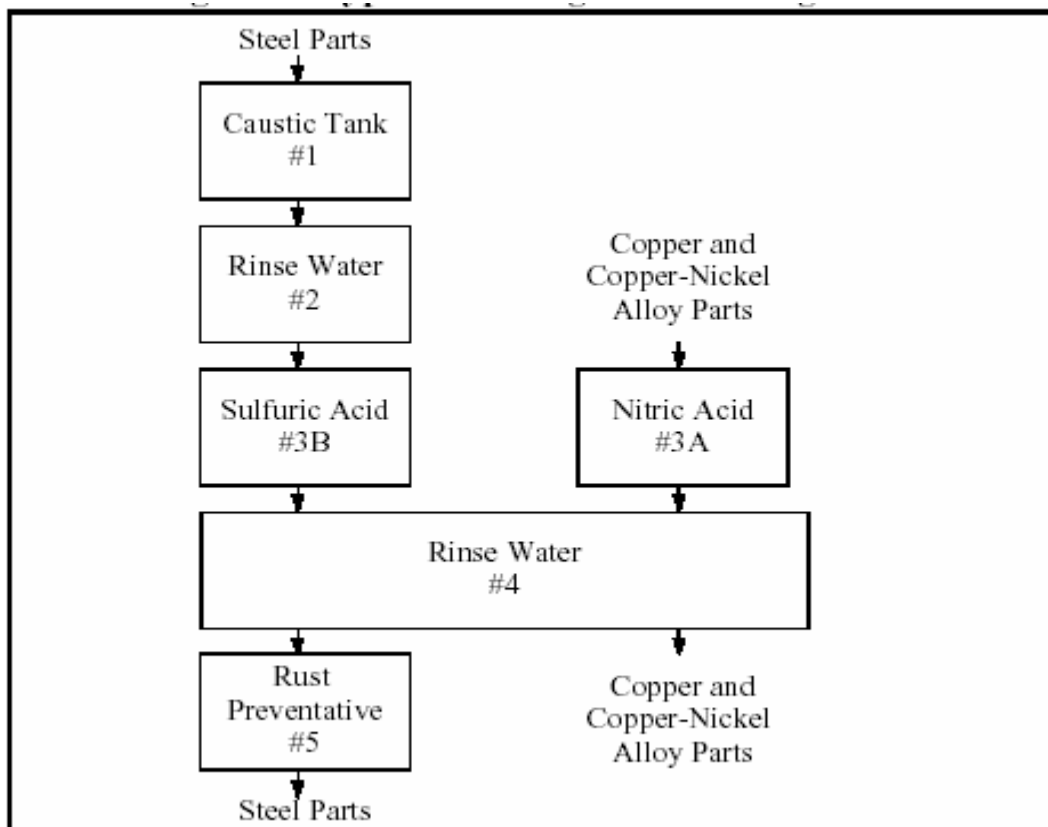 Steel Parts
Caustic Tank
#1
Rinse Water
#2
Copper and
Copper-Nickel
Alloy Parts
Sulfuric Acid
#3B
Nitric Acid
#3A
Rinse Water
#4
Rust
Preventative
#5
Copper and
Copper-Nickel
Alloy Parts
Steel Parts